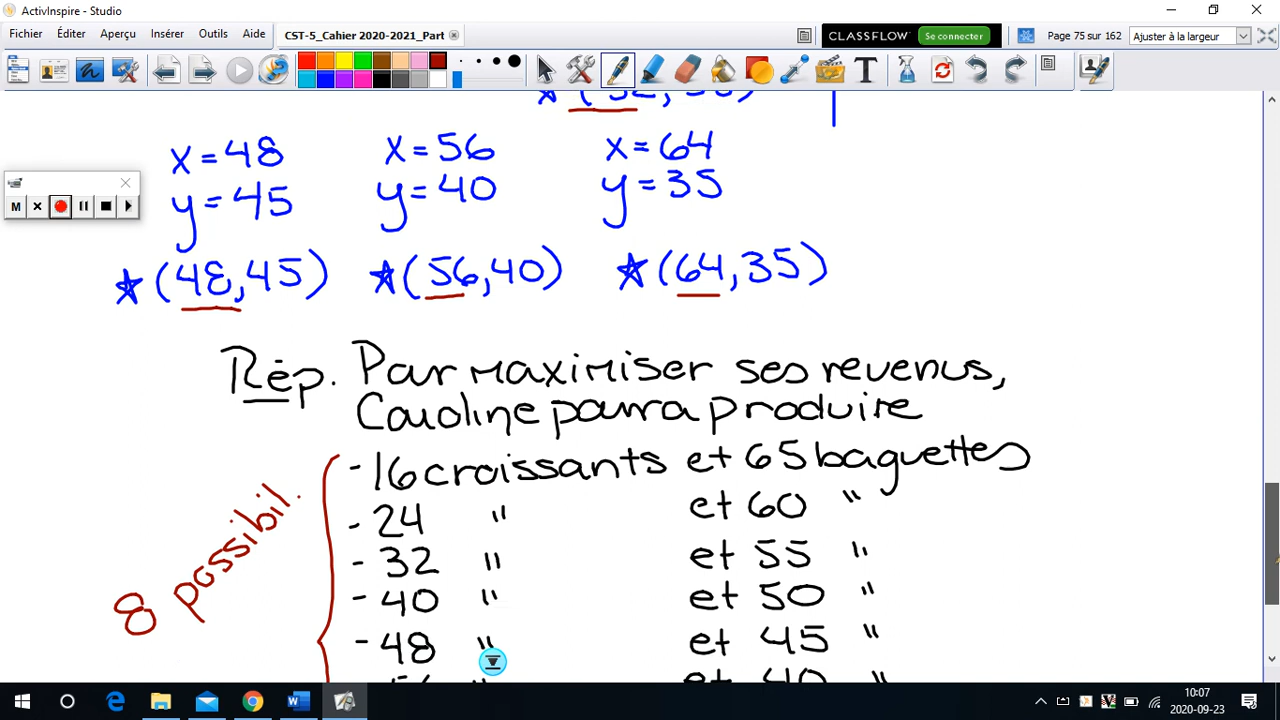 ActivInspire - Studio
Fichier Éditer Aperçu Insérer Outils Aide
CST-5_Cahier 2020-2021_Part
CLASSFLOW Se connecter
Page 75 sur 162 Ajuster à la largeur
x=48 x=56 x=64
y=45 y=40 y=35
M
★(48,45) ★(56,40) ★(64,35)
Rép. Par maximiser ses revenus,
Caroline pourra produire
-16 croissants et 65 baguettes
-24 " et 60 "
-32 " et 55 "
-40 " et 50 "
-48 " et 45 "
8 possibil.
10:07
2020-09-23